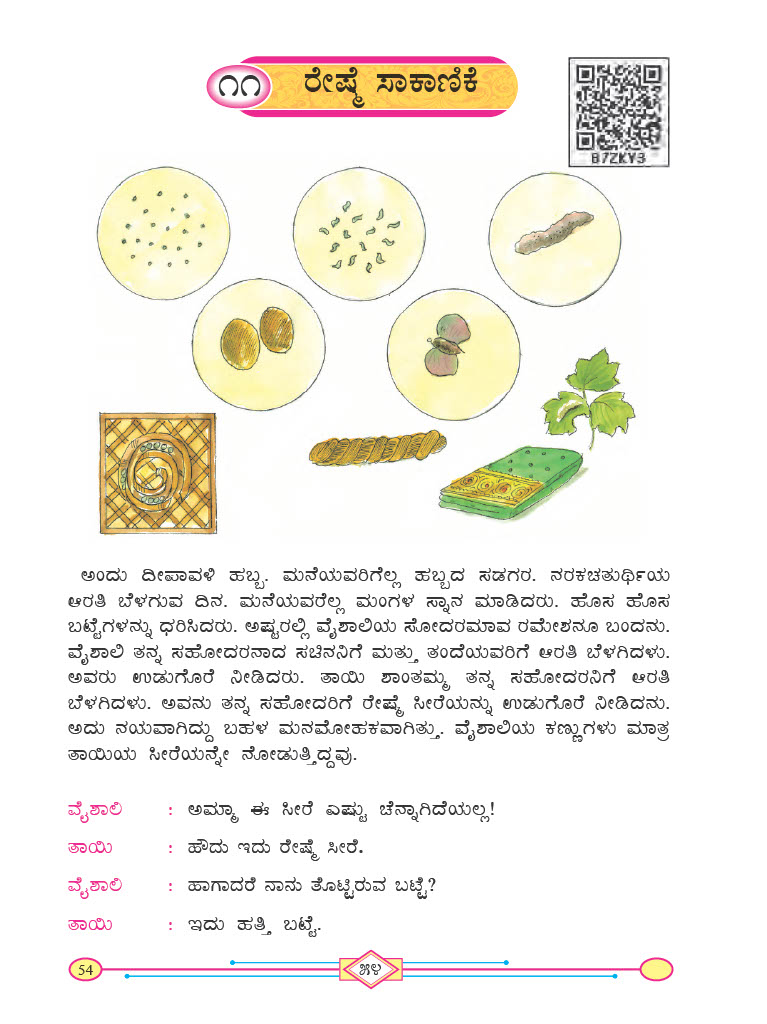 ೧೧ ರೇಷ್ಮೆ ಸಾಕಾಣಿಕೆ
B7ZKY3
ಅಂದು ದೀಪಾವಳಿ ಹಬ್ಬ. ಮನೆಯವರಿಗೆಲ್ಲ ಹಬ್ಬದ ಸಡಗರ. ನರಕಚತುರ್ಥಿಯ
ಆರತಿ ಬೆಳಗುವ ದಿನ. ಮನೆಯವರೆಲ್ಲ ಮಂಗಳ ಸ್ನಾನ ಮಾಡಿದರು. ಹೊಸ ಹೊಸ
ಬಟ್ಟೆಗಳನ್ನು ಧರಿಸಿದರು. ಅಷ್ಟರಲ್ಲಿ ವೈಶಾಲಿಯ ಸೋದರಮಾವ ರಮೇಶನೂ ಬಂದನು.
ವೈಶಾಲಿ ತನ್ನ ಸಹೋದರನಾದ ಸಚಿನನಿಗೆ ಮತ್ತು ತಂದೆಯವರಿಗೆ ಆರತಿ ಬೆಳಗಿದಳು.
ಅವರು ಉಡುಗೊರೆ ನೀಡಿದರು. ತಾಯಿ ಶಾಂತಮ್ಮ ತನ್ನ ಸಹೋದರನಿಗೆ ಆರತಿ
ಬೆಳಗಿದಳು. ಅವನು ತನ್ನ ಸಹೋದರಿಗೆ ರೇಷ್ಮೆ ಸೀರೆಯನ್ನು ಉಡುಗೊರೆ ನೀಡಿದನು.
ಅದು ನಯವಾಗಿದ್ದು ಬಹಳ ಮನಮೋಹಕವಾಗಿತ್ತು. ವೈಶಾಲಿಯ ಕಣ್ಣುಗಳು ಮಾತ್ರ
ತಾಯಿಯ ಸೀರೆಯನ್ನೇ ನೋಡುತ್ತಿದ್ದವು.
ವೈಶಾಲಿ : ಅಮ್ಮಾ ಈ ಸೀರೆ ಎಷ್ಟು ಚೆನ್ನಾಗಿದೆಯಲ್ಲ!
ತಾಯಿ : ಹೌದು ಇದು ರೇಷ್ಮೆ ಸೀರೆ.
ವೈಶಾಲಿ : ಹಾಗಾದರೆ ನಾನು ತೊಟ್ಟಿರುವ ಬಟ್ಟೆ?
ತಾಯಿ : ಇದು ಹತ್ತಿ ಬಟ್ಟೆ.
54 ೫೪